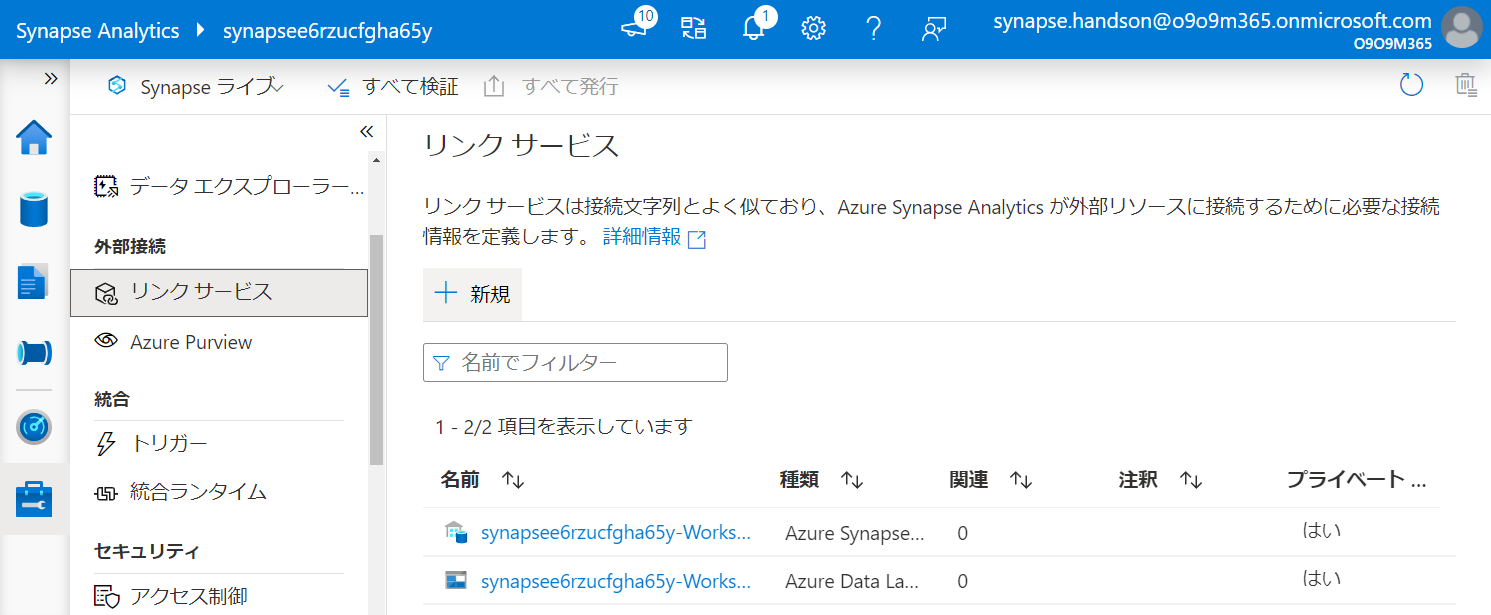 Synapse Analytics synapsee6rzucfgha65y 10 1 ? synapse.handson@o9o9m365.onmicrosoft.com
O9O9M365
Synapse ライブ すべて検証 すべて発行
データ エクスプローラー...
外部接続
リンク サービス
Azure Purview
統合
トリガー
統合ランタイム
セキュリティ
アクセス制御
リンク サービス
リンク サービスは接続文字列とよく似ており、Azure Synapse Analytics が外部リソースに接続するために必要な接続
情報を定義します。 詳細情報
新規
名前でフィルター
1 - 2/2 項目を表示しています
名前 種類 関連 注釈 プライベート ...
synapsee6rzucfgha65y-Works... Azure Synapse... 0 はい
synapsee6rzucfgha65y-Works... Azure Data La... 0 はい